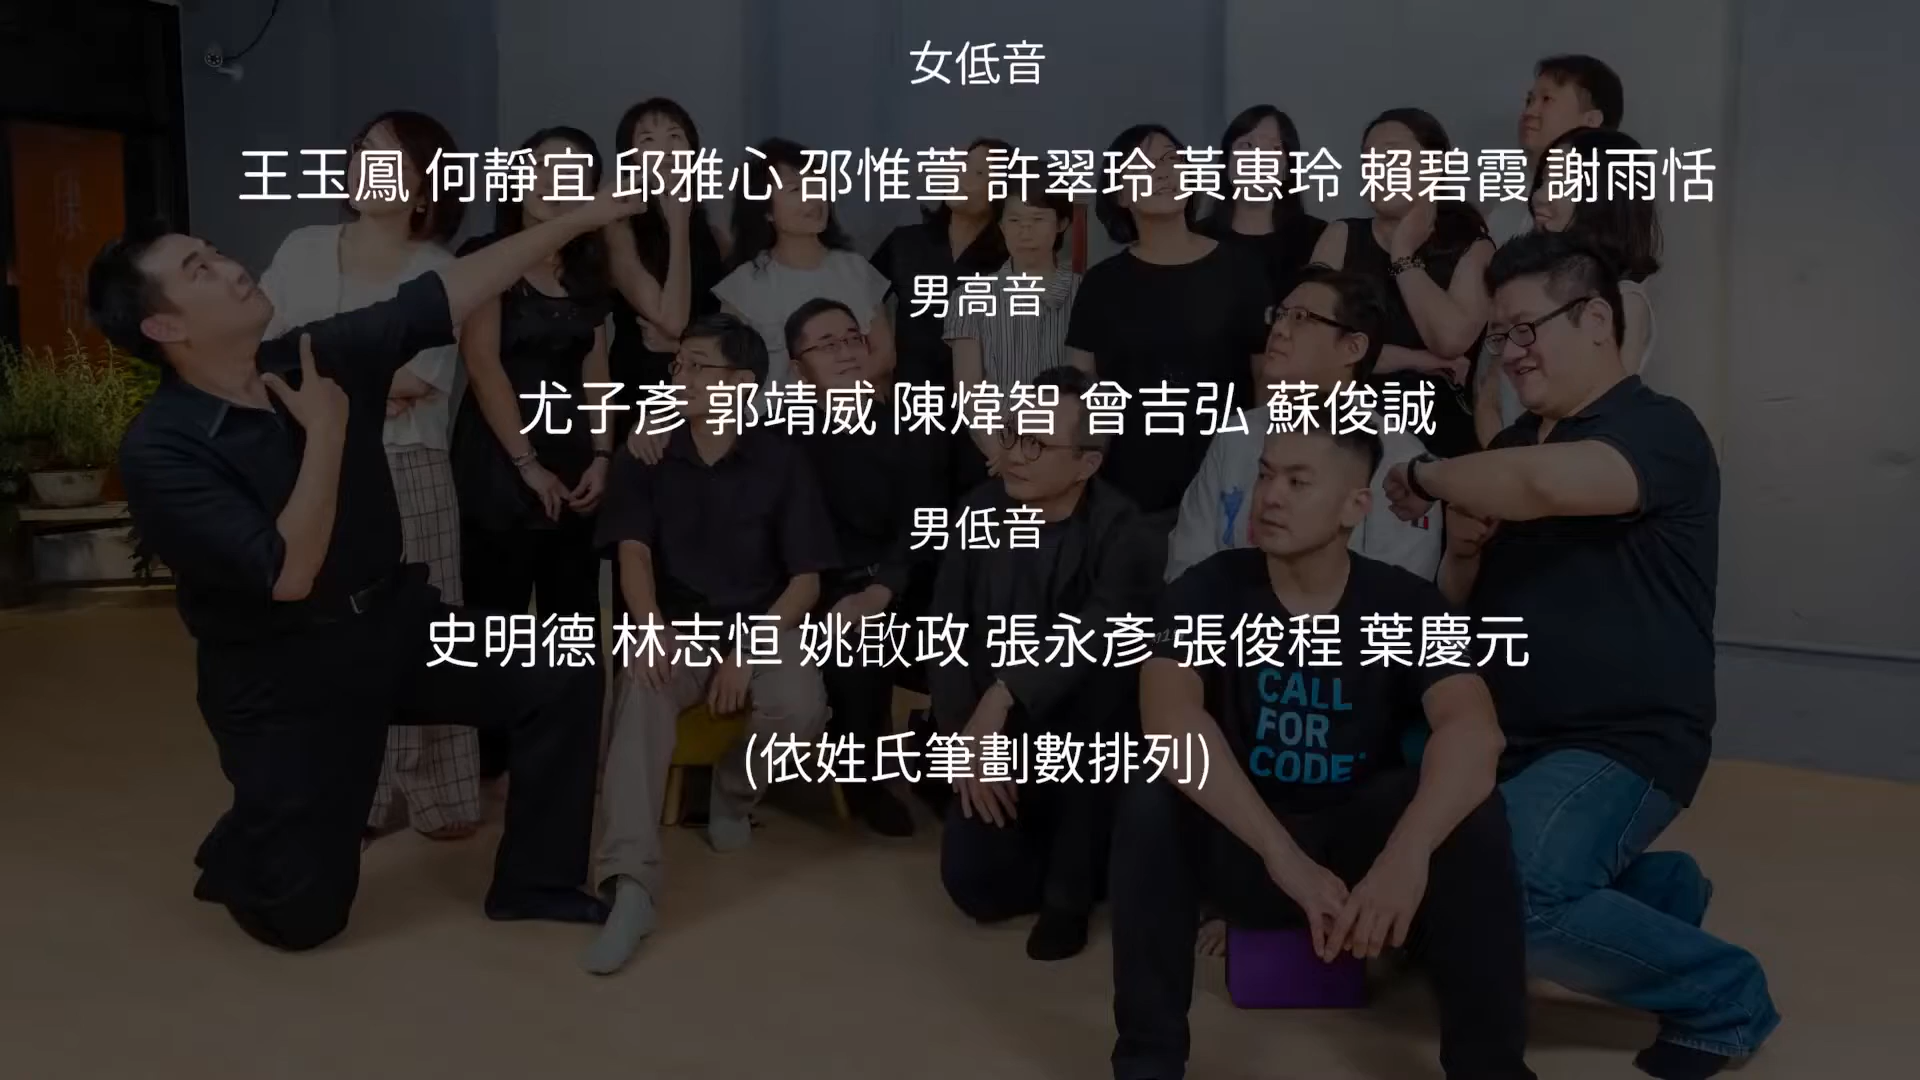 女低音
王玉鳳 何靜宜 邱雅心 邵惟萱 許翠玲 黃惠玲 賴碧霞 謝雨恬
男高音
尤子彥 郭靖威 陳煒智 曾吉弘 蘇俊誠
男低音
史明德 林志恒 姚啟政 張永彥 張俊程 葉慶元
(依姓氏筆劃數排列)
CALL
FOR
CODE